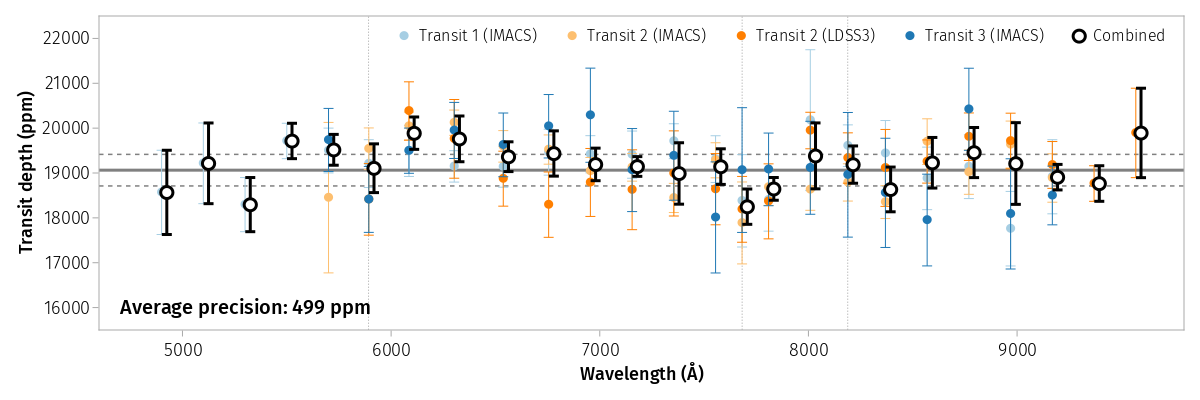 Transit 1 (IMACS) Transit 2 (IMACS) Transit 2 (LDSS3) Transit 3 (IMACS) Combined
22000
21000
20000
19000
18000
17000
16000
Transit depth (ppm)
Average precision: 499 ppm
5000 6000 7000 8000 9000
Wavelength (Å)